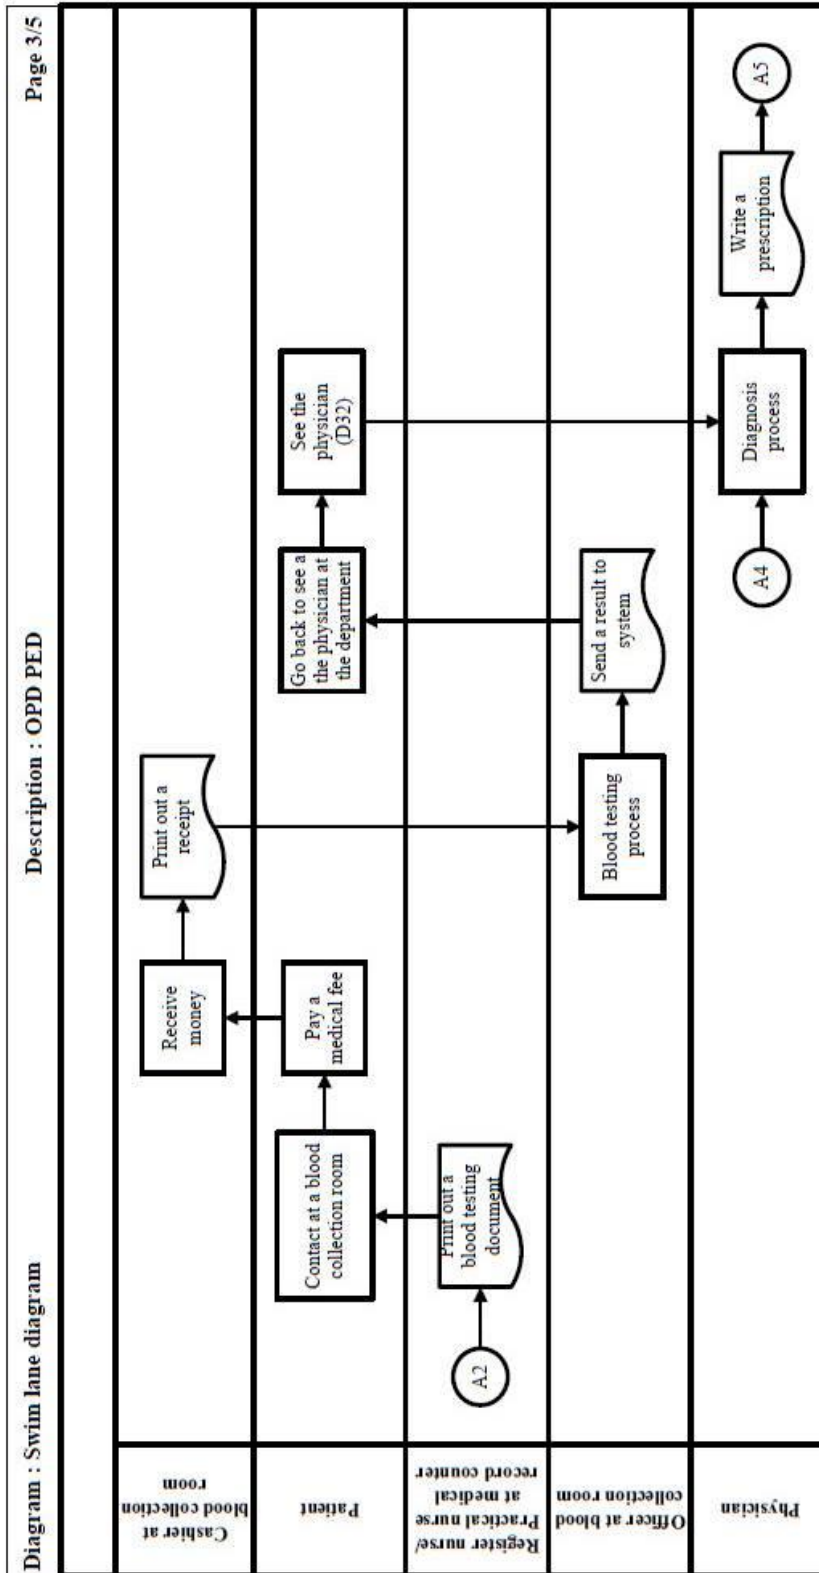 Diagram : Swim lane diagram
Description : OPD PED
Page 3/5
Cashier at
blood collection
room
Receive
money
Print out a
receipt
Patient
Contact at a blood
collection room
Pay a
medical fee
Go back to see a
the physician at
the department
See the
physician
(D32)
Register nurse/
Practical nurse
at medical
record counter
A2
Print out a
blood testing
document
Officer at blood
collection room
Blood testing
process
Send a result to
system
Physician
A4
Diagnosis
process
Write a
prescription
A5